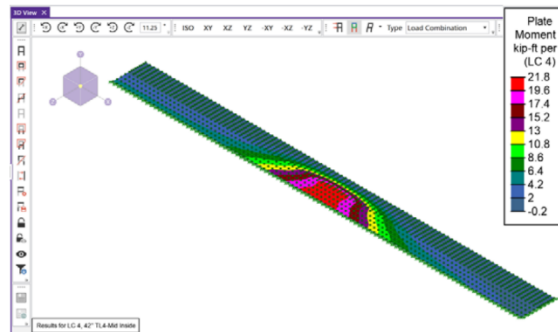 3D View
11.25
ISO XY XZ YZ -XY -XZ -YZ
Type Load Combination
Plate
Moment
kip-ft per
(LC 4)
21.8
19.6
17.4
15.2
13
10.8
8.6
6.4
4.2
2
-0.2
Results for LC 4, 42" TL4-Mid Inside